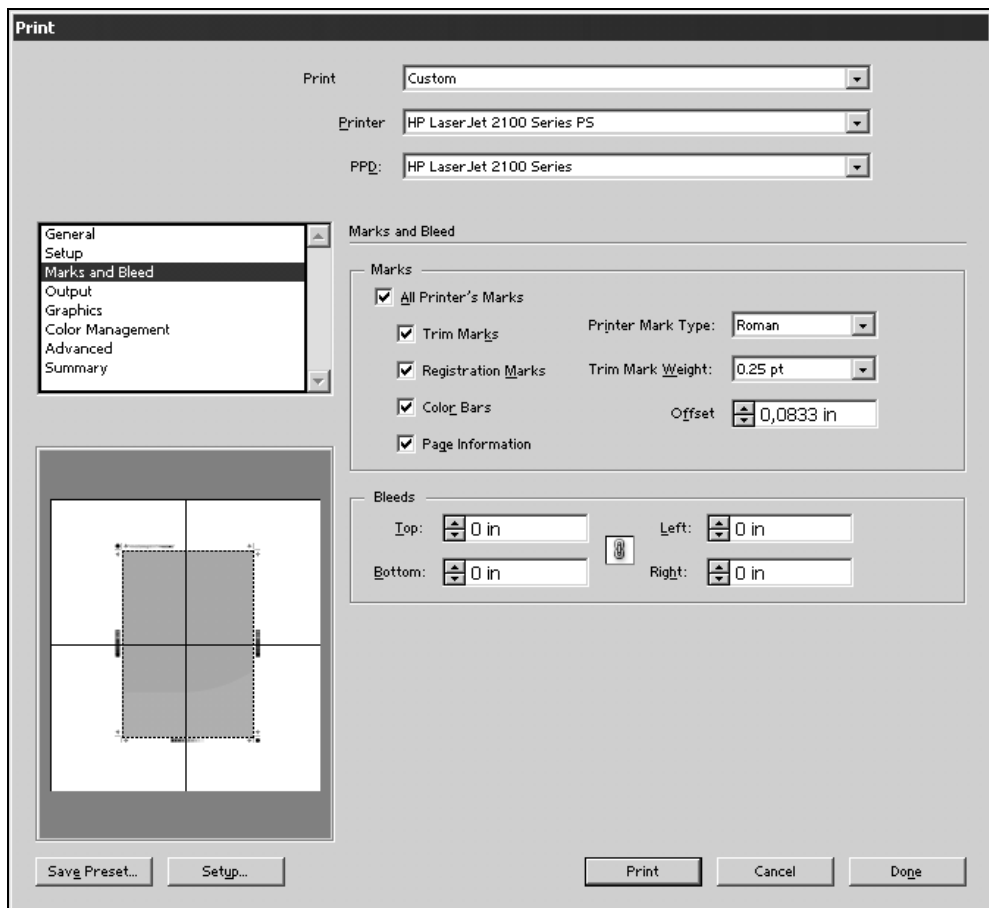 Print
Print Custom
Printer HP LaserJet 2100 Series PS
PPD: HP LaserJet 2100 Series
General
Setup
Marks and Bleed
Output
Graphics
Color Management
Advanced
Summary
Marks and Bleed
Marks
All Printer's Marks
Trim Marks
Registration Marks
Color Bars
Page Information
Printer Mark Type: Roman
Trim Mark Weight: 0.25 pt
Offset 0,0833 in
Bleeds
Top: 0 in
Left: 0 in
Bottom: 0 in
Right: 0 in
Save Preset... Setup... Print Cancel Done